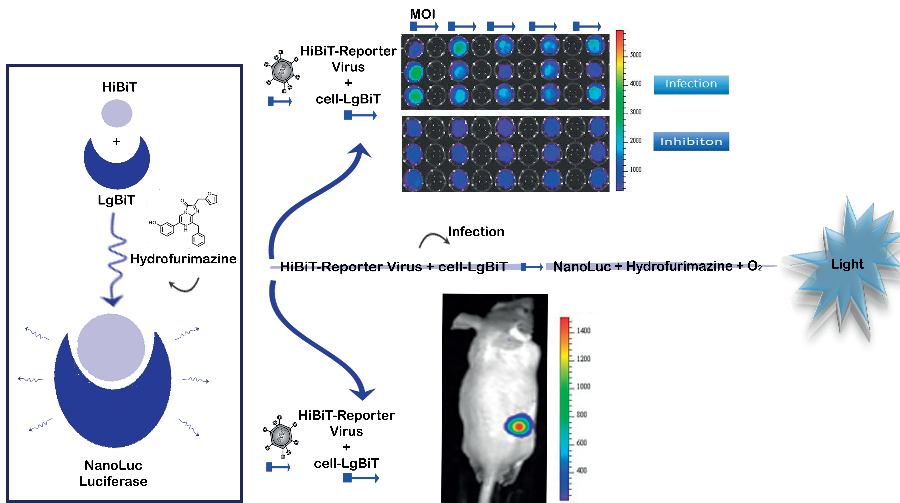 HiBiT
+
LgBiT
HO
N
N
N
H
O
O
Hydrofurimazine
NanoLuc
Luciferase
HiBiT-Reporter
Virus
+
cell-LgBiT
MOI
5000
4000
3000
2000
1000
Infection
Inhibiton
Infection
HiBiT-Reporter Virus + cell-LgBiT
NanoLuc + Hydrofurimazine + O₂
Light
HiBiT-Reporter
Virus
+
cell-LgBiT
1400
1200
1000
800
600
400